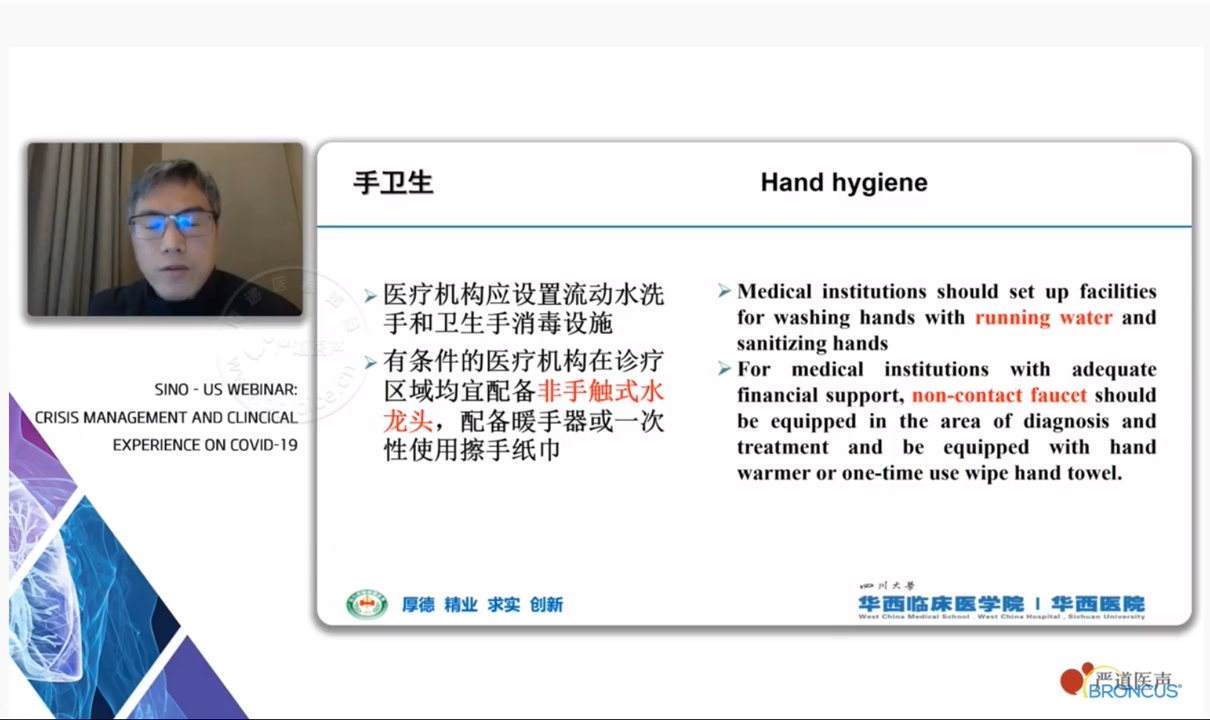 手卫生
Hand hygiene
医疗机构应设置流动水洗
手和卫生手消毒设施
有条件的医疗机构在诊疗
区域均宜配备非手触式水
龙头，配备暖手器或一次
性使用擦手纸巾
Medical institutions should set up facilities
for washing hands with running water and
sanitizing hands
For medical institutions with adequate
financial support, non-contact faucet should
be equipped in the area of diagnosis and
treatment and be equipped with hand
warmer or one-time use wipe hand towel.
SINO - US WEBINAR:
CRISIS MANAGEMENT AND CLINCICAL
EXPERIENCE ON COVID-19
厚德 精业 求实 创新
四川大學
华西临床医学院 | 华西医院
West China Medical School . West China Hospital , Sichuan University
严道医声
BRONCUS®